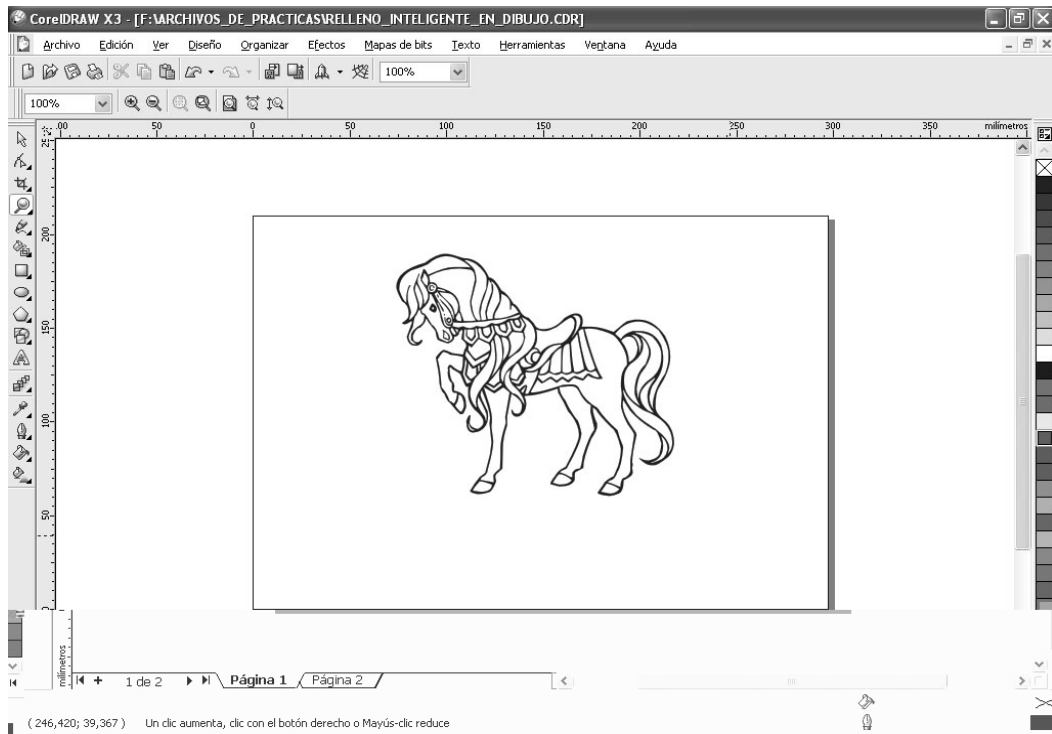 CorelDRAW X3 - [F:\ARCHIVOS_DE_PRACTICAS\RELLENO_INTELIGENTE_EN_DIBUJO.CDR]
Archivo Edición Ver Diseño Organizar Efectos Mapas de bits Texto Herramientas Ventana Ayuda
100%
100%
00 50 0 50 100 150 200 250 300 350 milímetros
200
150
100
50
0
milímetros
1 de 2 Página 1 Página 2
( 246,420; 39,367 ) Un clic aumenta, clic con el botón derecho o Mayús-clic reduce